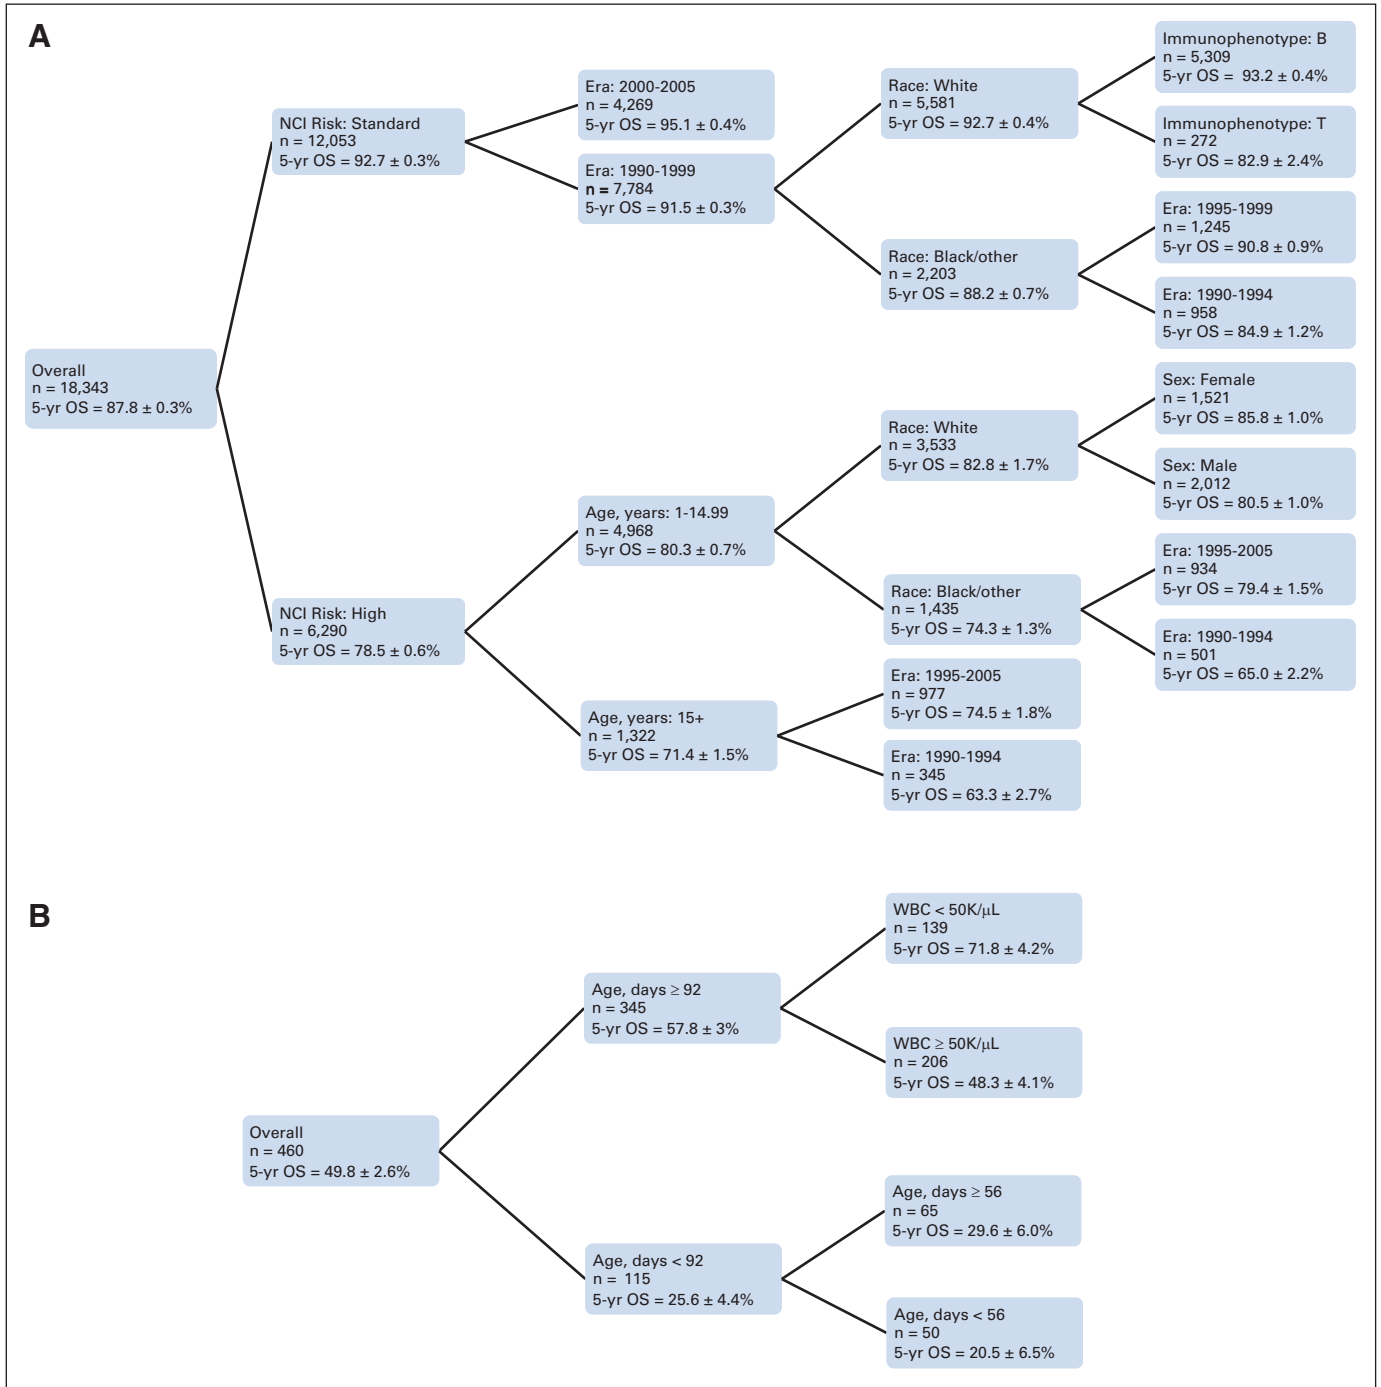 A
Overall
n = 18,343
5-yr OS = 87.8 ± 0.3%
NCI Risk: Standard
n = 12,053
5-yr OS = 92.7 ± 0.3%
NCI Risk: High
n = 6,290
5-yr OS = 78.5 ± 0.6%
Era: 2000-2005
n = 4,269
5-yr OS = 95.1 ± 0.4%
Era: 1990-1999
n = 7,784
5-yr OS = 91.5 ± 0.3%
Age, years: 1-14.99
n = 4,968
5-yr OS = 80.3 ± 0.7%
Age, years: 15+
n = 1,322
5-yr OS = 71.4 ± 1.5%
Race: White
n = 5,581
5-yr OS = 92.7 ± 0.4%
Race: Black/other
n = 2,203
5-yr OS = 88.2 ± 0.7%
Race: White
n = 3,533
5-yr OS = 82.8 ± 1.7%
Race: Black/other
n = 1,435
5-yr OS = 74.3 ± 1.3%
Era: 1995-2005
n = 977
5-yr OS = 74.5 ± 1.8%
Era: 1990-1994
n = 345
5-yr OS = 63.3 ± 2.7%
Immunophenotype: B
n = 5,309
5-yr OS = 93.2 ± 0.4%
Immunophenotype: T
n = 272
5-yr OS = 82.9 ± 2.4%
Era: 1995-1999
n = 1,245
5-yr OS = 90.8 ± 0.9%
Era: 1990-1994
n = 958
5-yr OS = 84.9 ± 1.2%
Sex: Female
n = 1,521
5-yr OS = 85.8 ± 1.0%
Sex: Male
n = 2,012
5-yr OS = 80.5 ± 1.0%
Era: 1995-2005
n = 934
5-yr OS = 79.4 ± 1.5%
Era: 1990-1994
n = 501
5-yr OS = 65.0 ± 2.2%
B
Overall
n = 460
5-yr OS = 49.8 ± 2.6%
Age, days ≥ 92
n = 345
5-yr OS = 57.8 ± 3%
Age, days < 92
n = 115
5-yr OS = 25.6 ± 4.4%
WBC < 50K/μL
n = 139
5-yr OS = 71.8 ± 4.2%
WBC ≥ 50K/μL
n = 206
5-yr OS = 48.3 ± 4.1%
Age, days ≥ 56
n = 65
5-yr OS = 29.6 ± 6.0%
Age, days < 56
n = 50
5-yr OS = 20.5 ± 6.5%